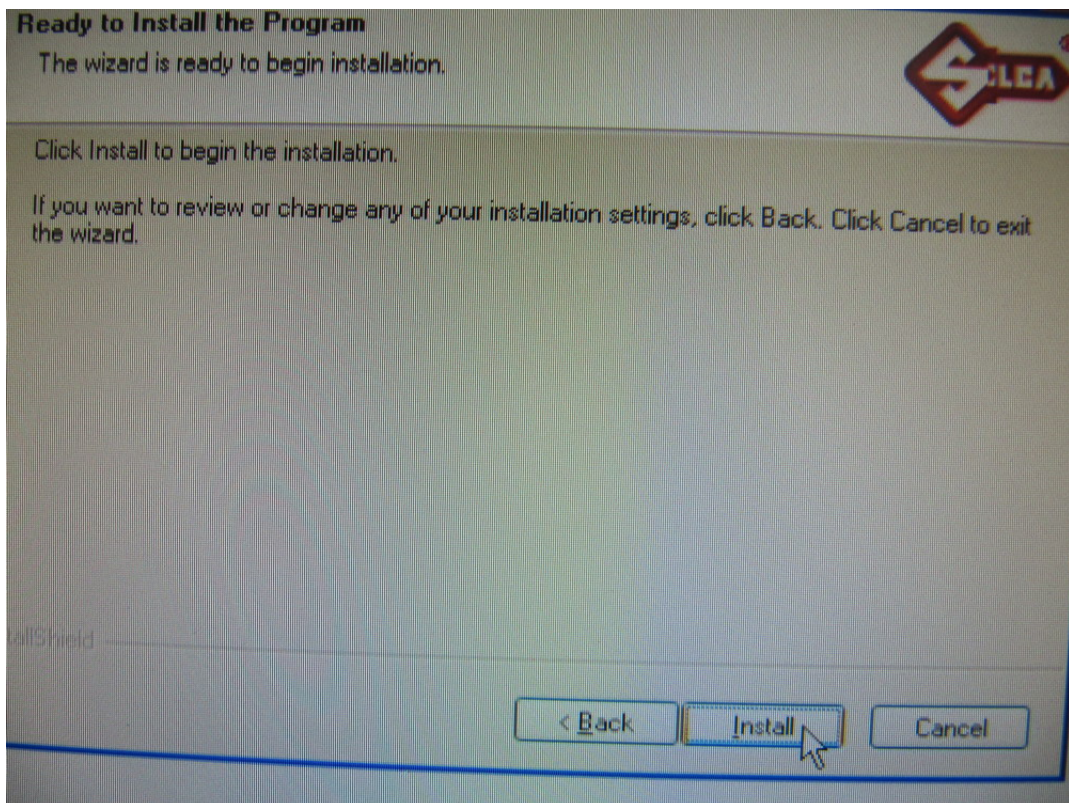 Ready to Install the Program
The wizard is ready to begin installation.
SILCA
Click Install to begin the installation.
If you want to review or change any of your installation settings, click Back. Click Cancel to exit
the wizard.
tallShield
< Back
Install
Cancel